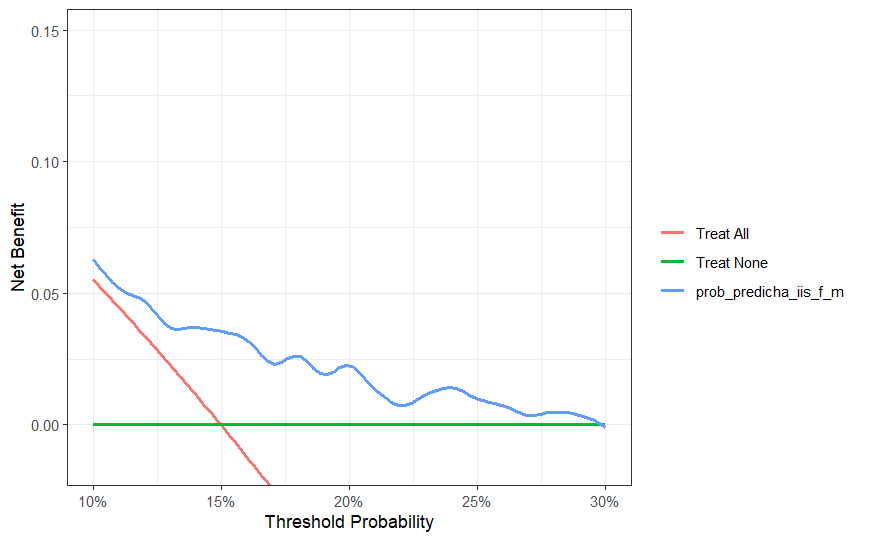 0.15
0.10
0.05
0.00
Net Benefit
10%
15%
20%
25%
30%
Threshold Probability
Treat All
Treat None
prob_predicha_iis_f_m